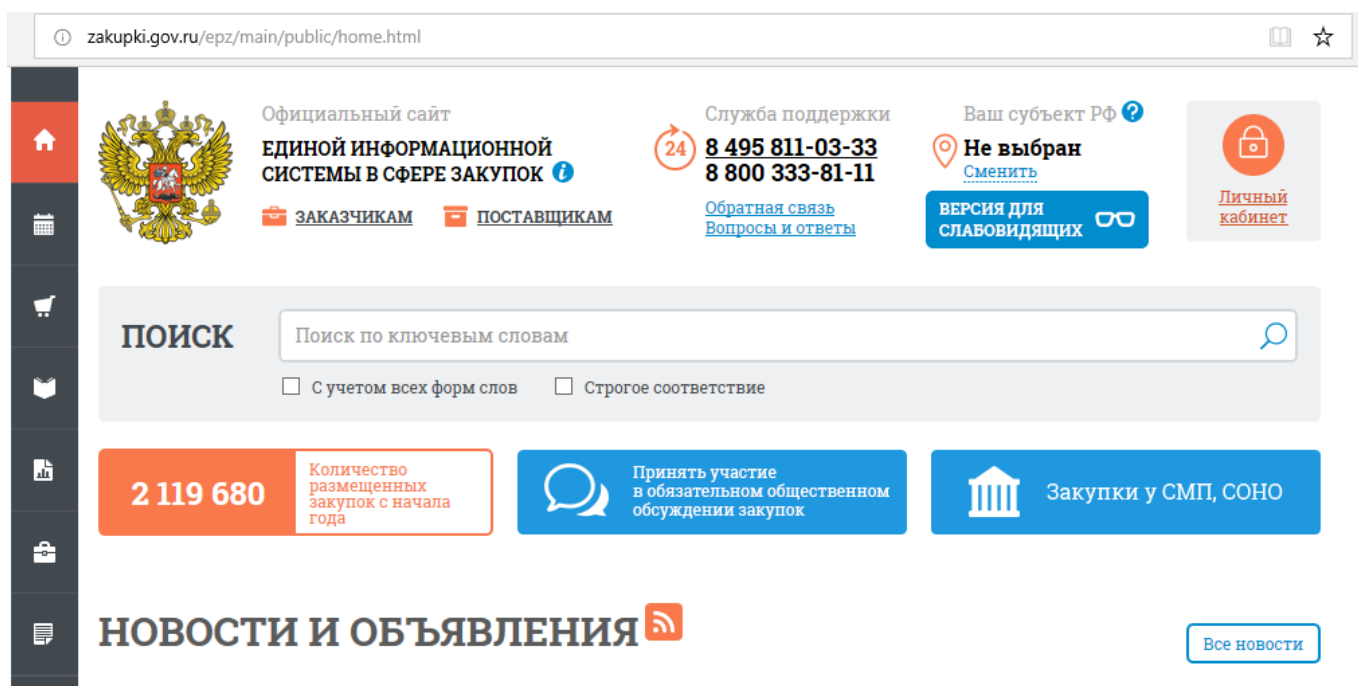 zakupki.gov.ru/epz/main/public/home.html
Официальный сайт
ЕДИНОЙ ИНФОРМАЦИОННОЙ
СИСТЕМЫ В СФЕРЕ ЗАКУПОК i
ЗАКАЗЧИКАМ
ПОСТАВЩИКАМ
24
Служба поддержки
8 495 811-03-33
8 800 333-81-11
Обратная связь
Вопросы и ответы
Ваш субъект РФ ?
Не выбран
Сменить
ВЕРСИЯ ДЛЯ
СЛАБОВИДЯЩИХ
Личный
кабинет
ПОИСК
Поиск по ключевым словам
С учетом всех форм слов
Строгое соответствие
2 119 680
Количество
размещенных
закупок с начала
года
Принять участие
в обязательном общественном
обсуждении закупок
Закупки у СМП, СОНО
НОВОСТИ И ОБЪЯВЛЕНИЯ
Все новости